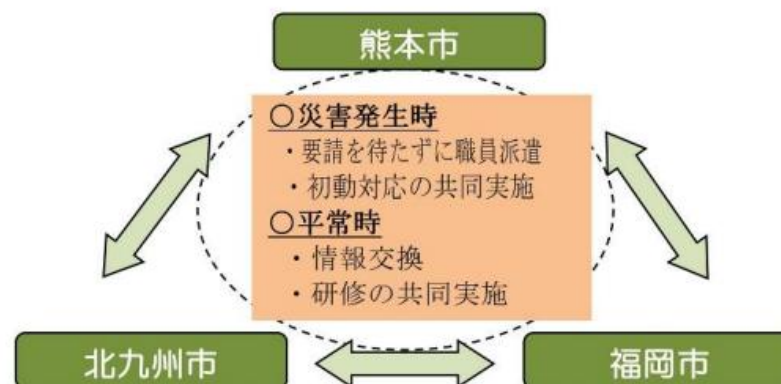 熊本市
○災害発生時
・要請を待たずに職員派遣
・初動対応の共同実施
○平常時
・情報交換
・研修の共同実施
北九州市
福岡市